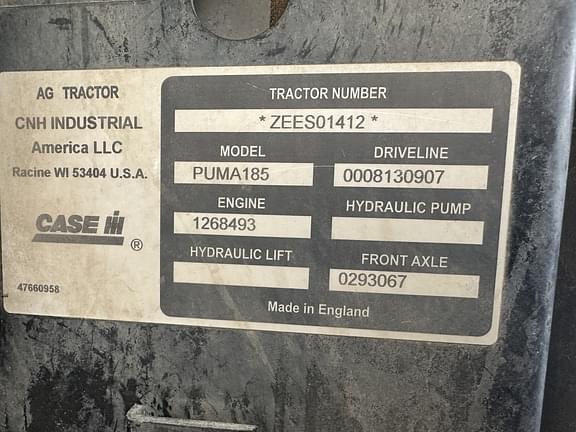 AG TRACTOR
CNH INDUSTRIAL
America LLC
Racine WI 53404 U.S.A.
CASE IH ®
47660958
TRACTOR NUMBER
* ZEES01412 *
MODEL
PUMA185
DRIVELINE
0008130907
ENGINE
1268493
HYDRAULIC PUMP
HYDRAULIC LIFT
FRONT AXLE
0293067
Made in England